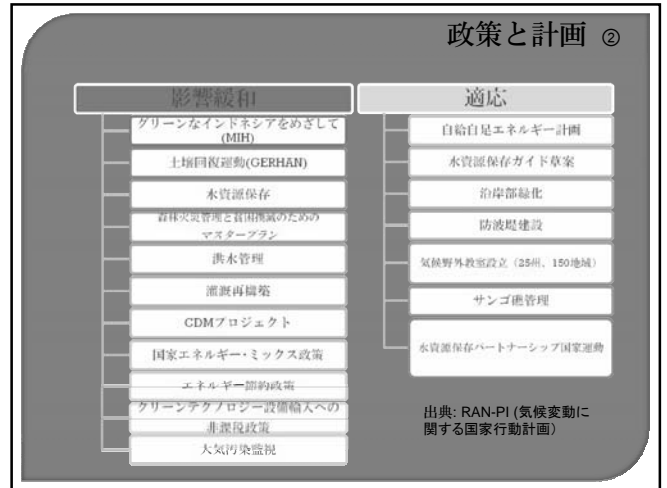 政策と計画 ②
影響緩和
グリーンなインドネシアをめざして
(MIH)
土壌回復運動(GERHAN)
水資源保存
森林火災管理と貧困撲滅のための
マスタープラン
洪水管理
灌漑再構築
CDMプロジェクト
国家エネルギー・ミックス政策
エネルギー節約政策
クリーンテクノロジー設備輸入への
非課税政策
大気汚染監視
適応
自給自足エネルギー計画
水資源保存ガイド草案
沿岸部緑化
防波堤建設
気候野外教室設立（25州、150地域）
サンゴ礁管理
水資源保存パートナーシップ国家運動
出典: RAN-PI (気候変動に
関する国家行動計画）